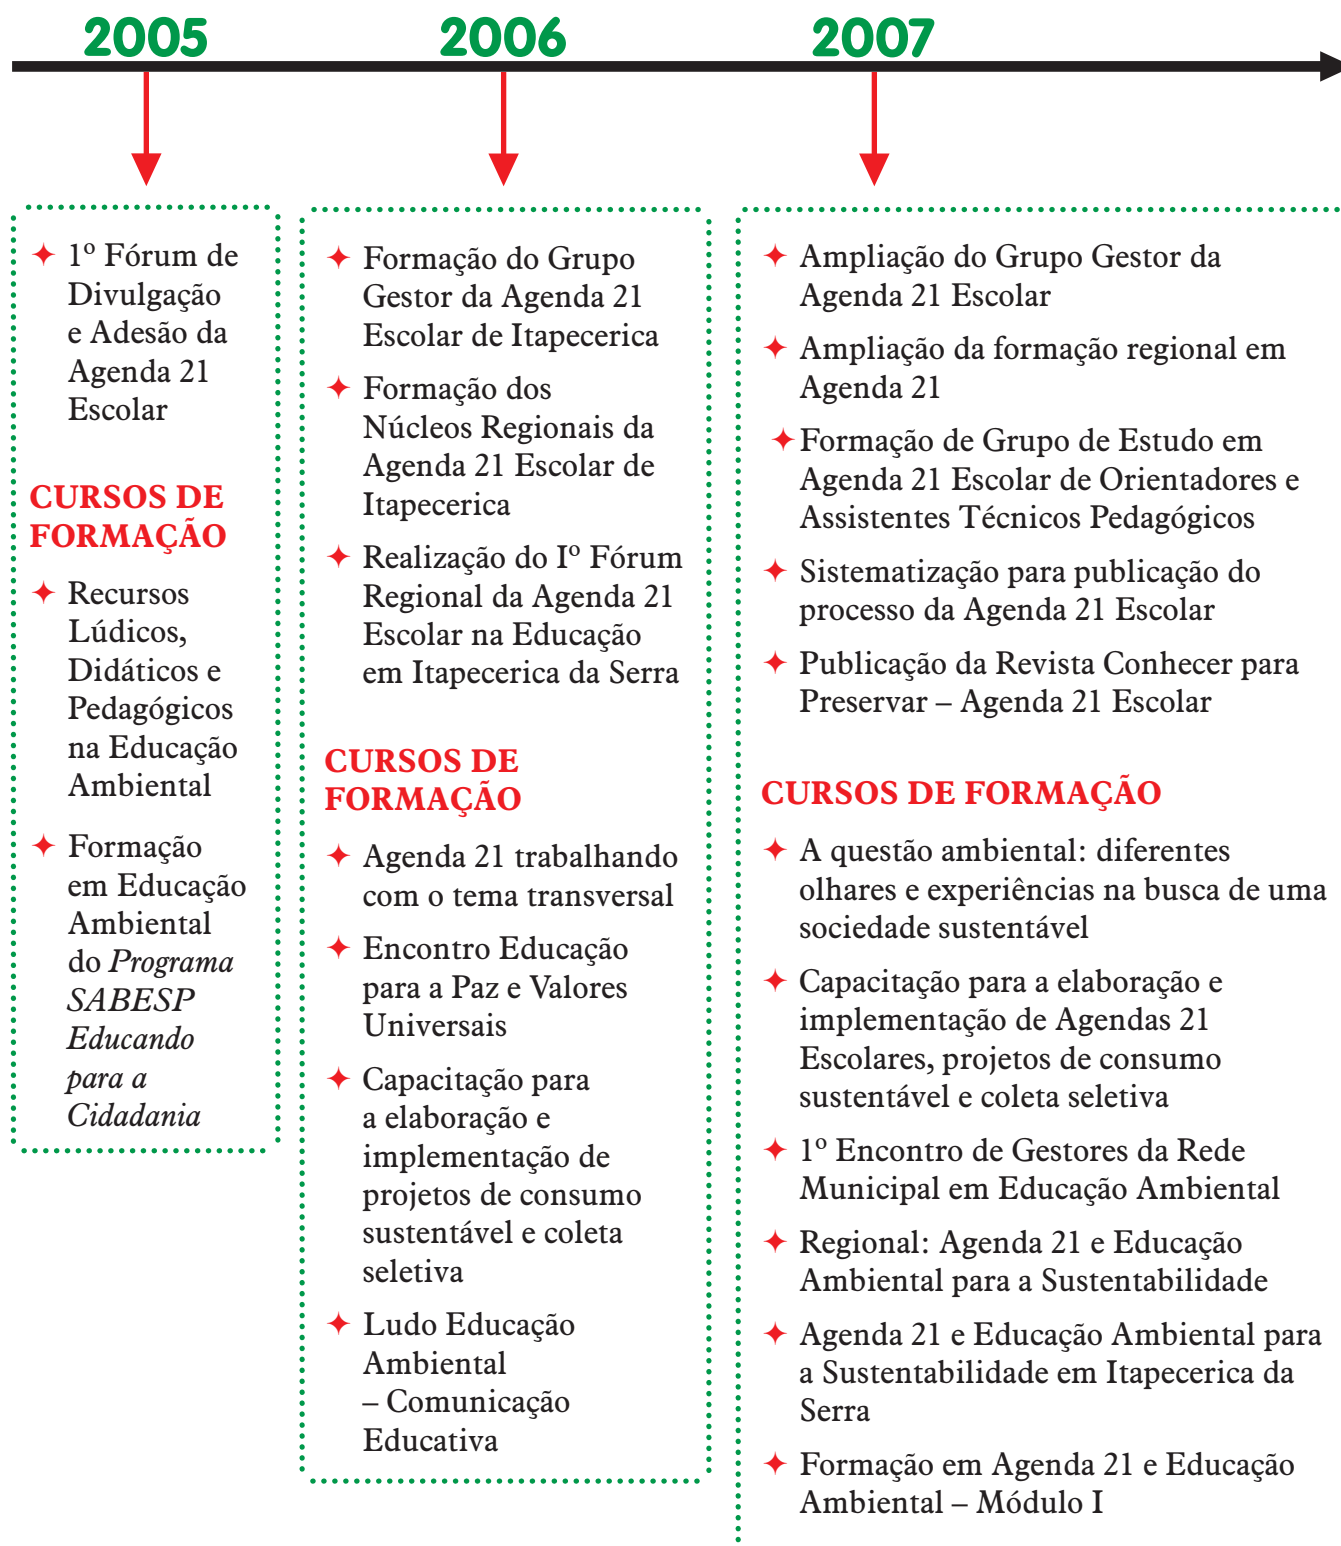 2005
1º Fórum de
Divulgação
e Adesão da
Agenda 21
Escolar
CURSOS DE
FORMAÇÃO
Recursos
Lúdicos,
Didáticos e
Pedagógicos
na Educação
Ambiental
Formação
em Educação
Ambiental
do Programa
SABESP
Educando
para a
Cidadania
2006
Formação do Grupo
Gestor da Agenda 21
Escolar de Itapecerica
Formação dos
Núcleos Regionais da
Agenda 21 Escolar de
Itapecerica
Realização do Iº Fórum
Regional da Agenda 21
Escolar na Educação
em Itapecerica da Serra
CURSOS DE
FORMAÇÃO
Agenda 21 trabalhando
com o tema transversal
Encontro Educação
para a Paz e Valores
Universais
Capacitação para
a elaboração e
implementação de
projetos de consumo
sustentável e coleta
seletiva
Ludo Educação
Ambiental
– Comunicação
Educativa
2007
Ampliação do Grupo Gestor da
Agenda 21 Escolar
Ampliação da formação regional em
Agenda 21
Formação de Grupo de Estudo em
Agenda 21 Escolar de Orientadores e
Assistentes Técnicos Pedagógicos
Sistematização para publicação do
processo da Agenda 21 Escolar
Publicação da Revista Conhecer para
Preservar – Agenda 21 Escolar
CURSOS DE FORMAÇÃO
A questão ambiental: diferentes
olhares e experiências na busca de uma
sociedade sustentável
Capacitação para a elaboração e
implementação de Agendas 21
Escolares, projetos de consumo
sustentável e coleta seletiva
1º Encontro de Gestores da Rede
Municipal em Educação Ambiental
Regional: Agenda 21 e Educação
Ambiental para a Sustentabilidade
Agenda 21 e Educação Ambiental para
a Sustentabilidade em Itapecerica da
Serra
Formação em Agenda 21 e Educação
Ambiental – Módulo I